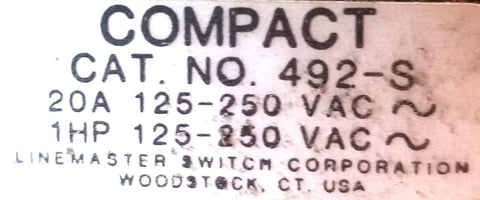 COMPACT
CAT. NO. 492-S
20A 125-250 VAC ~
1HP 125-250 VAC ~
LINEMASTER SWITCH CORPORATION
WOODSTOCK, CT. USA